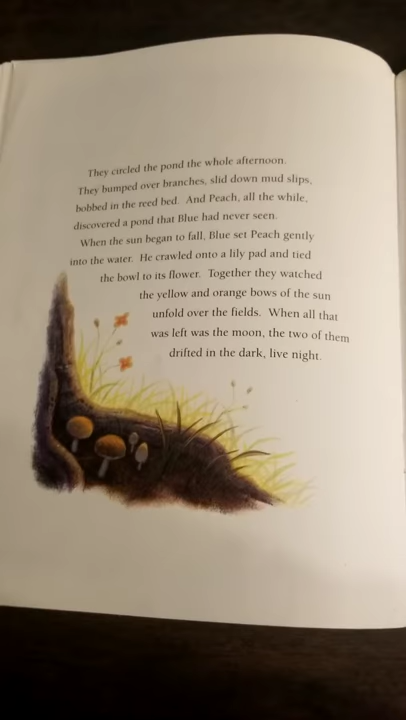 They circled the pond the whole afternoon.
They bumped over branches, slid down mud slips,
bobbed in the reed bed. And Peach, all the while,
discovered a pond that Blue had never seen.
When the sun began to fall, Blue set Peach gently
into the water. He crawled onto a lily pad and tied
the bowl to its flower. Together they watched
the yellow and orange bows of the sun
unfold over the fields. When all that
was left was the moon, the two of them
drifted in the dark, live night.